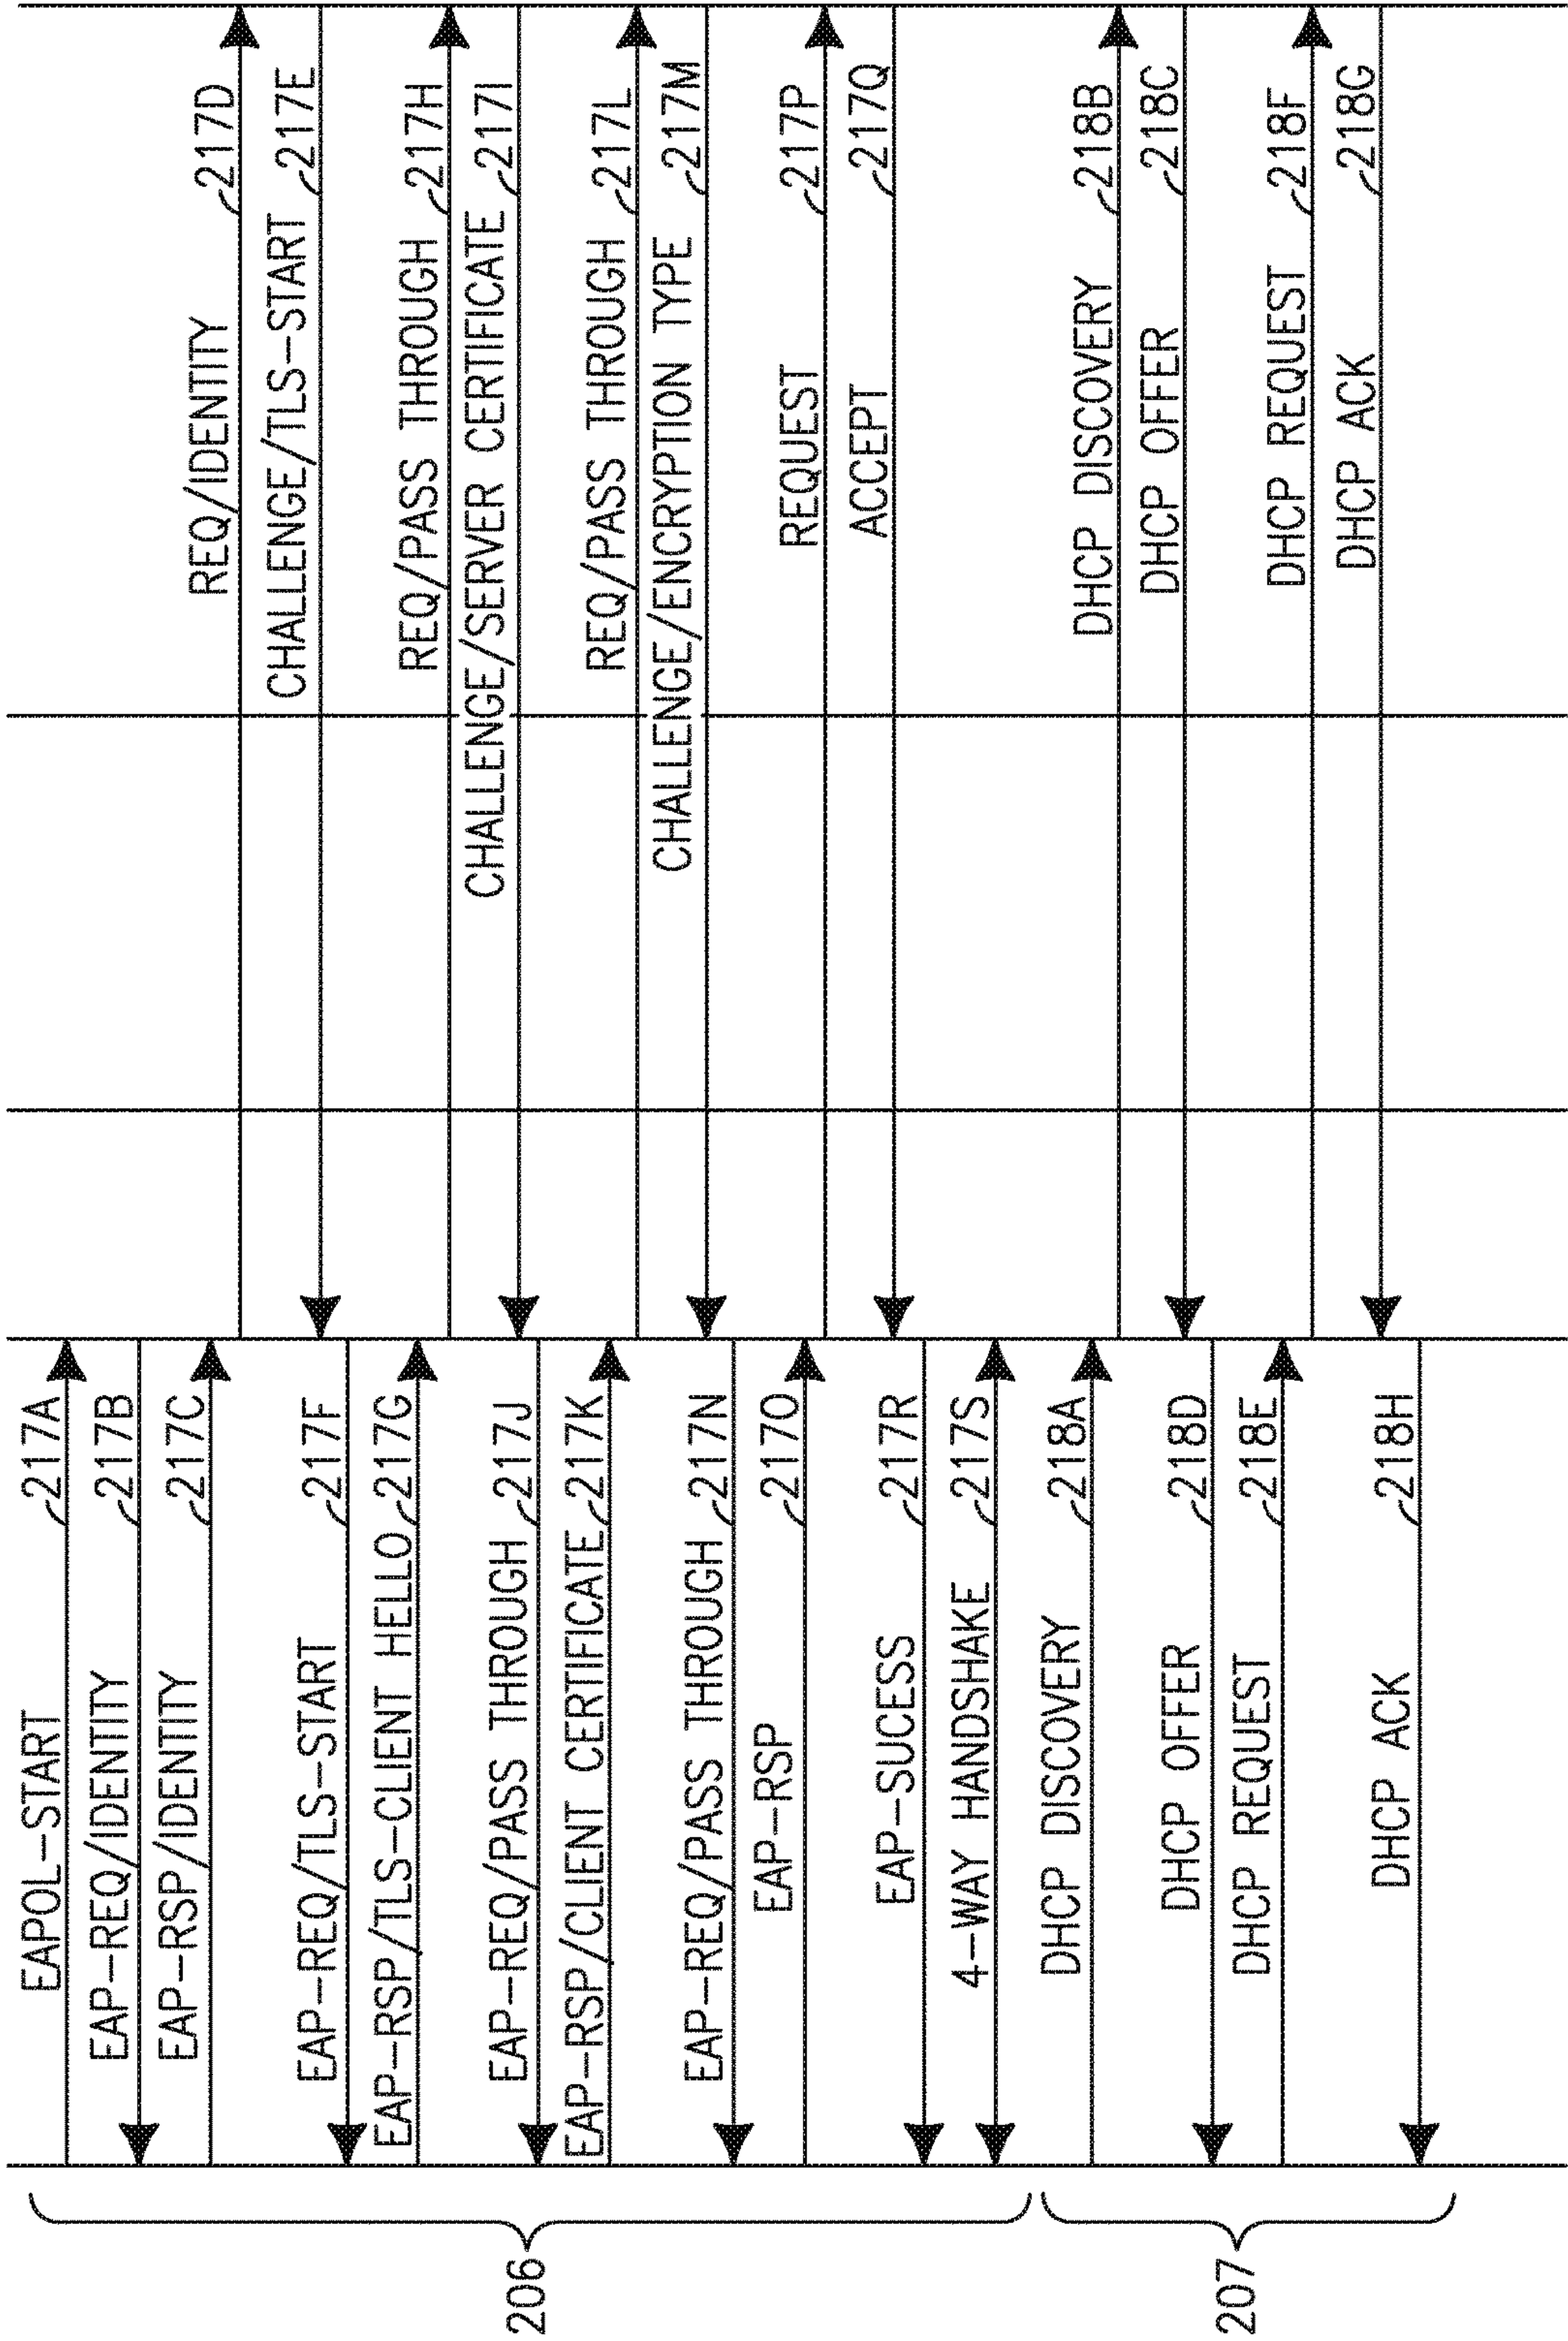 206
EAPOL-START 217A
EAP-REQ/IDENTITY 217B
EAP-RSP/IDENTITY 217C
REQ/IDENTITY 217D
CHALLENGE/TLS-START 217E
EAP-REQ/TLS-START 217F
EAP-RSP/TLS-CLIENT HELLO 217G
REQ/PASS THROUGH 217H
CHALLENGE/SERVER CERTIFICATE 217I
EAP-REQ/PASS THROUGH 217J
EAP-RSP/CLIENT CERTIFICATE 217K
REQ/PASS THROUGH 217L
CHALLENGE/ENCRYPTION TYPE 217M
EAP-REQ/PASS THROUGH 217N
EAP-RSP 217O
REQUEST 217P
ACCEPT 217Q
EAP-SUCESS 217R
4-WAY HANDSHAKE 217S
207
DHCP DISCOVERY 218A
DHCP DISCOVERY 218B
DHCP OFFER 218C
DHCP OFFER 218D
DHCP REQUEST 218E
DHCP REQUEST 218F
DHCP ACK 218G
DHCP ACK 218H